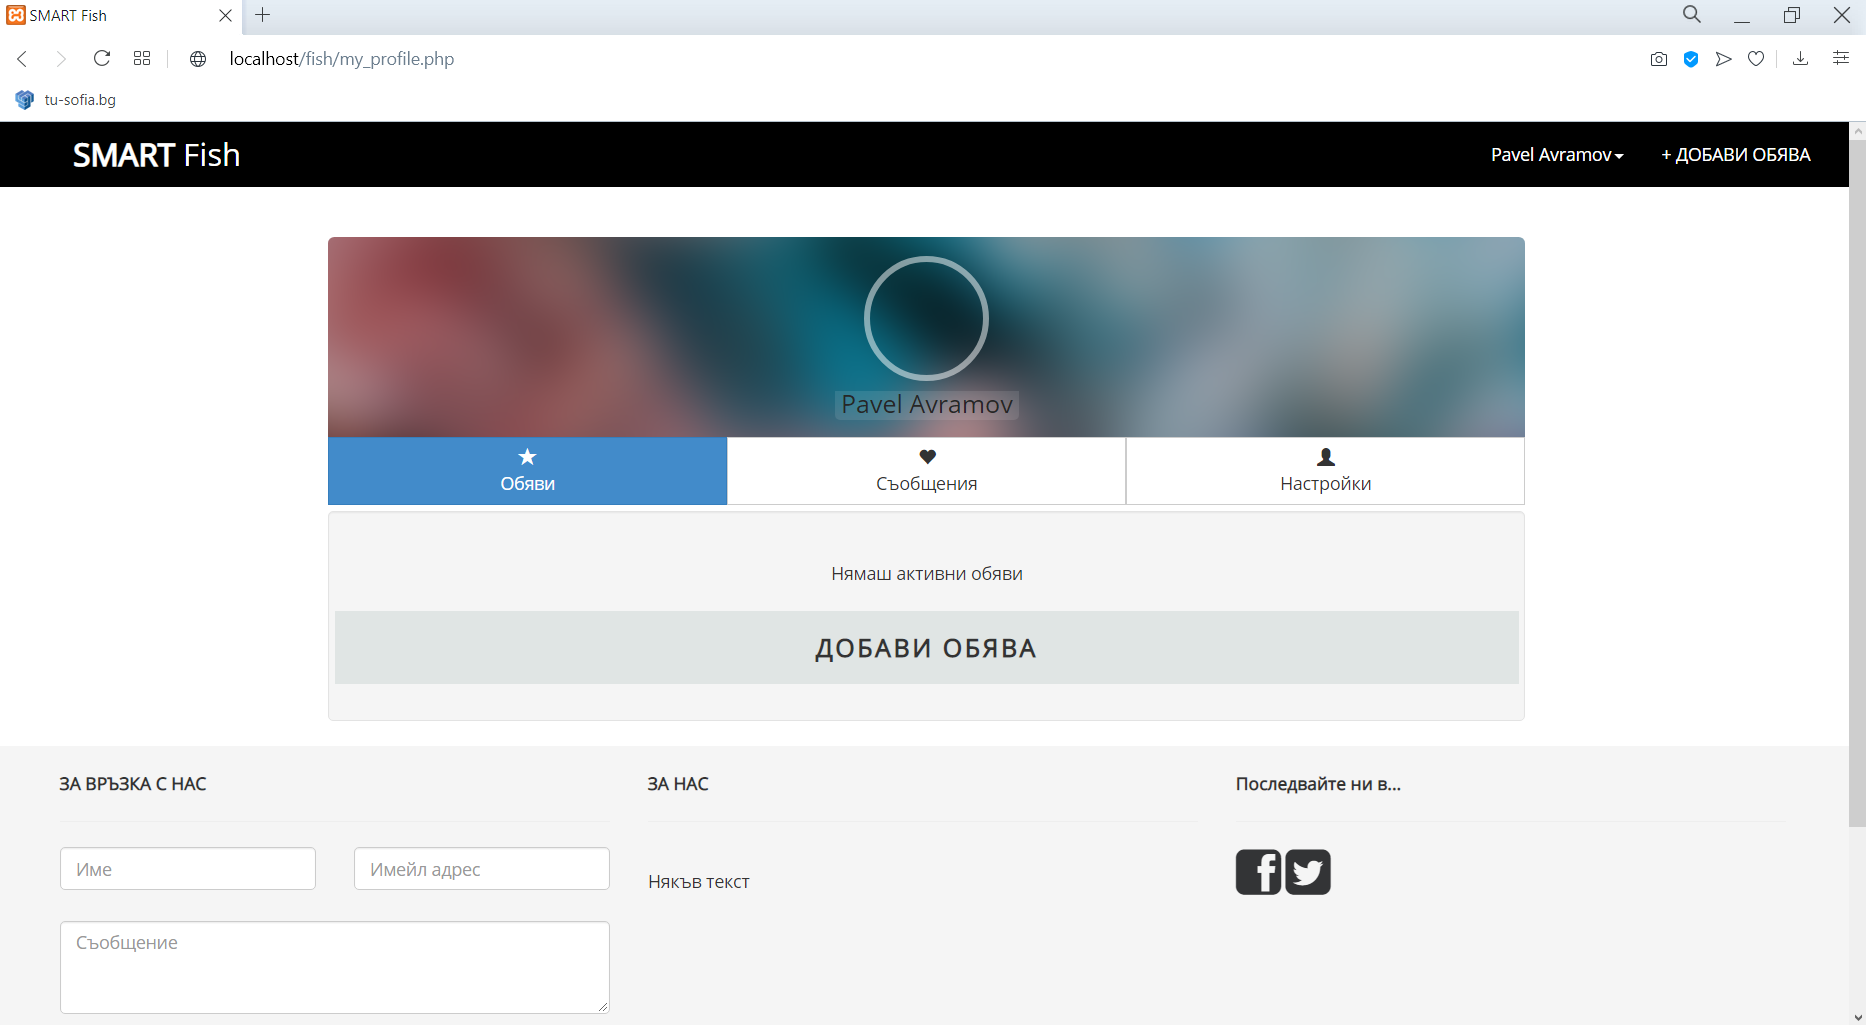 SMART Fish
localhost/fish/my_profile.php
tu-sofia.bg
SMART Fish
Pavel Avramov
+ ДОБАВИ ОБЯВА
Pavel Avramov
Обяви
Съобщения
Настройки
Нямаш активни обяви
ДОБАВИ ОБЯВА
ЗА ВРЪЗКА С НАС
ЗА НАС
Последвайте ни в...
Име
Имейл адрес
Някъв текст
Съобщение